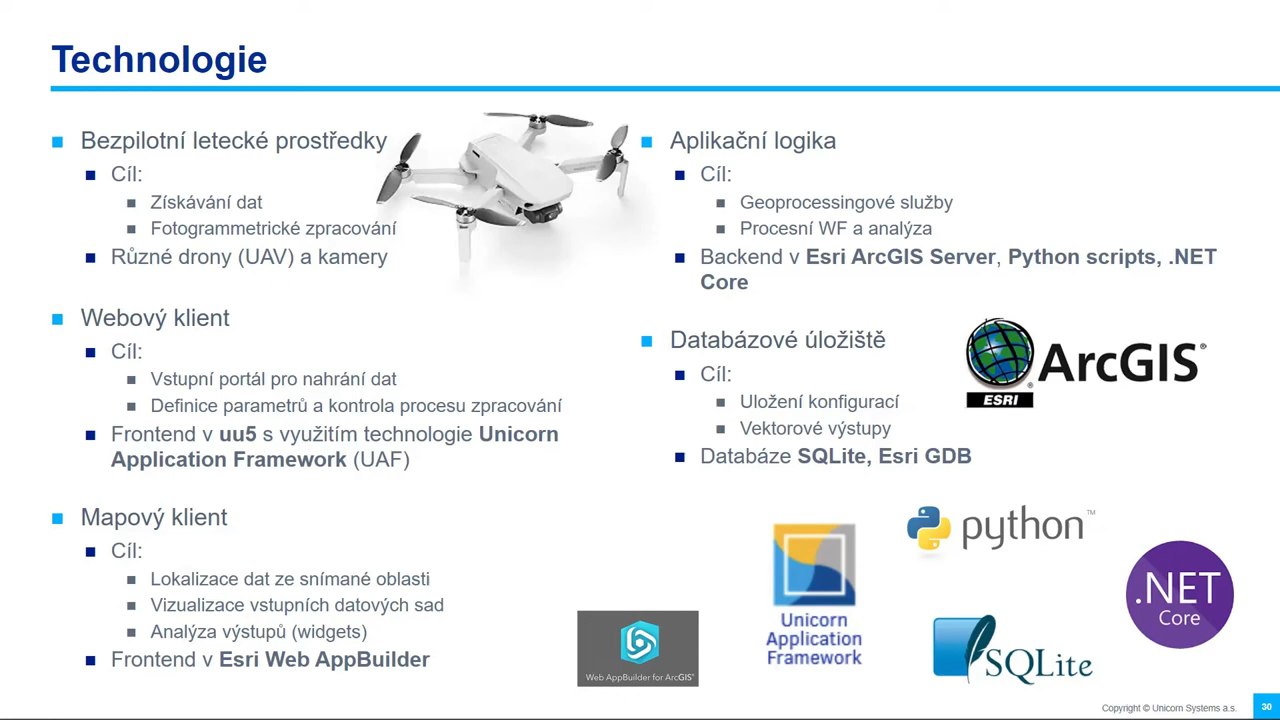 Technologie
Bezpilotní letecké prostředky
Cíl:
Získávání dat
Fotogrammetrické zpracování
Různé drony (UAV) a kamery
Webový klient
Cíl:
Vstupní portál pro nahrání dat
Definice parametrů a kontrola procesu zpracování
Frontend v uu5 s využitím technologie Unicorn
Application Framework (UAF)
Mapový klient
Cíl:
Lokalizace dat ze snímané oblasti
Vizualizace vstupních datových sad
Analýza výstupů (widgets)
Frontend v Esri Web AppBuilder
Aplikační logika
Cíl:
Geoprocessingové služby
Procesní WF a analýza
Backend v Esri ArcGIS Server, Python scripts, .NET
Core
Databázové úložiště
Cíl:
Uložení konfigurací
Vektorové výstupy
Databáze SQLite, Esri GDB
ArcGIS®
ESRI®
python™
Unicorn
Application
Framework
.NET
Core
SQLite
Web AppBuilder for ArcGIS®
Copyright © Unicorn Systems a.s.
30